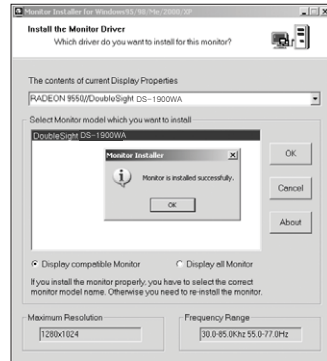 Monitor Installer for Windows95/98/Me/2000/XP
Install the Monitor Driver
Which driver do you want to install for this monitor?
The contents of current Display Properties
RADEON 9550//DoubleSight DS-1900WA
Select Monitor model which you want to install
DoubleSight DS-1900WA
Monitor Installer
Monitor is installed successfully.
OK
OK
Cancel
About
Display compatible Monitor
Display all Monitor
If you install the monitor properly, you have to select the correct
monitor model name. Otherwise you need to re-install the monitor.
Maximum Resolution
1280x1024
Frequency Range
30.0-85.0Khz 55.0-77.0Hz